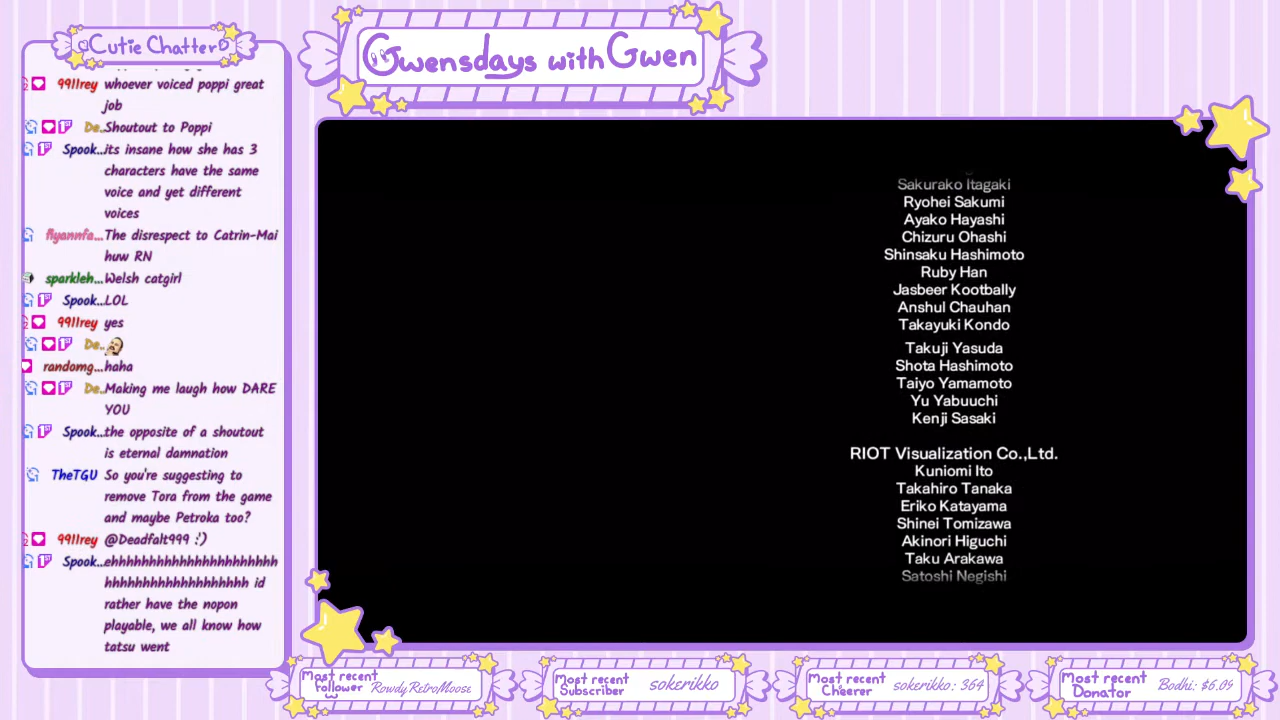 Cutie Chatter
Gwensdays with Gwen
99llrey whoever voiced poppi great
job
De.. Shoutout to Poppi
Spook... its insane how she has 3
characters have the same
voice and yet different
voices
flyannfa... The disrespect to Catrin-Mai
huw RN
sparkleh... Welsh catgirl
Spook... LOL
99llrey yes
De..
randomg... haha
De.. Making me laugh how DARE
YOU
Spook... the opposite of a shoutout
is eternal damnation
TheTGU So you're suggesting to
remove Tora from the game
and maybe Petroka too?
99llrey @Deadfalt999 :')
Spook... ehhhhhhhhhhhhhhhhhhhhhhh
hhhhhhhhhhhhhhhhhhh id
rather have the nopon
playable, we all know how
tatsu went
Sakurako Itagaki
Ryohei Sakumi
Ayako Hayashi
Chizuru Ohashi
Shinsaku Hashimoto
Ruby Han
Jasbeer Kootbally
Anshul Chauhan
Takayuki Kondo
Takuji Yasuda
Shota Hashimoto
Taiyo Yamamoto
Yu Yabuuchi
Kenji Sasaki
RIOT Visualization Co.,Ltd.
Kuniomi Ito
Takahiro Tanaka
Eriko Katayama
Shinei Tomizawa
Akinori Higuchi
Taku Arakawa
Satoshi Negishi
Most recent
follower RowdyRetroMoose
Most recent
Subscriber sokerikko
Most recent
Cheerer sokerikko: 364
Most recent
Donator Bodhi: $6.09